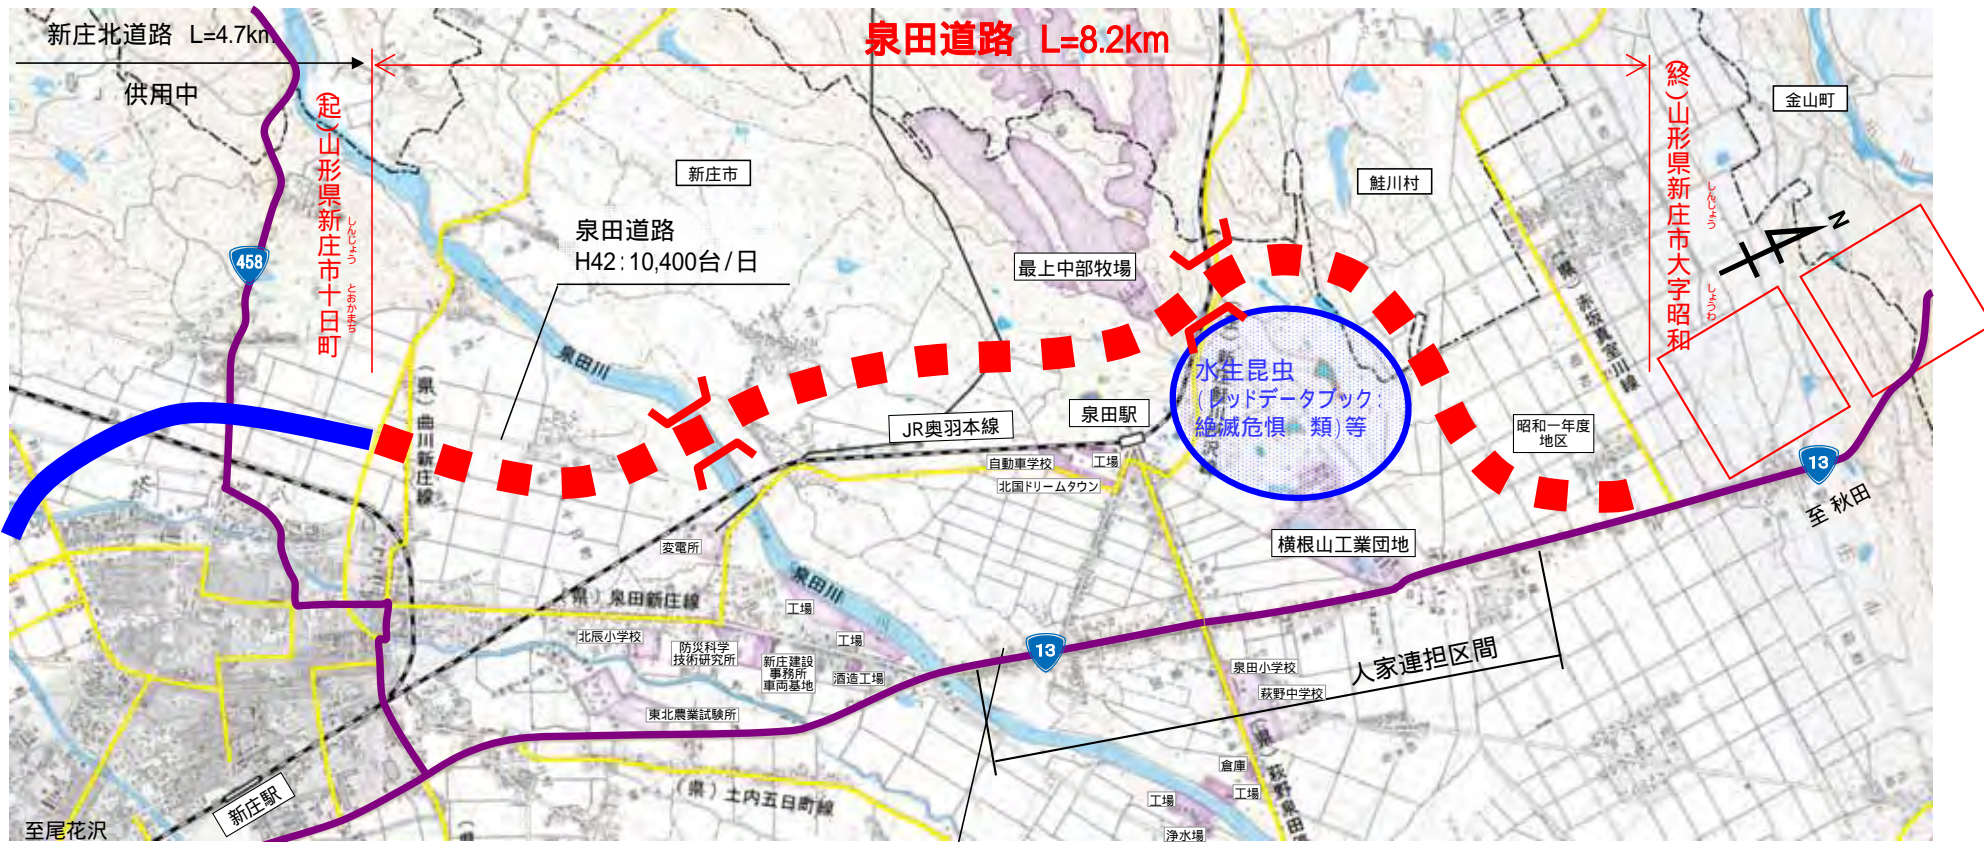 新庄北道路 L=4.7km
供用中
泉田道路 L=8.2km
(起)山形県新庄市十日町
しんじょう
とおかまち
(終)山形県新庄市大字昭和
しんじょう
しょうわ
金山町
新庄市
鮭川村
N
泉田道路
H42:10,400台/日
最上中部牧場
458
泉田川
(県)曲川新庄線
(県)赤坂真室川線
水生昆虫
(レッドデータブック:
絶滅危惧 類)等
泉田駅
JR奥羽本線
昭和一年度
地区
自動車学校
工場
北国ドリームタウン
13
至 秋田
変電所
横根山工業団地
泉田川
(県)泉田新庄線
工場
北辰小学校
防災科学
技術研究所
新庄建設
事務所
車両基地
工場
酒造工場
13
人家連担区間
泉田小学校
萩野中学校
東北農業試験所
倉庫
工場
工場
浄水場
(県)土内五日町線
新庄駅
至尾花沢